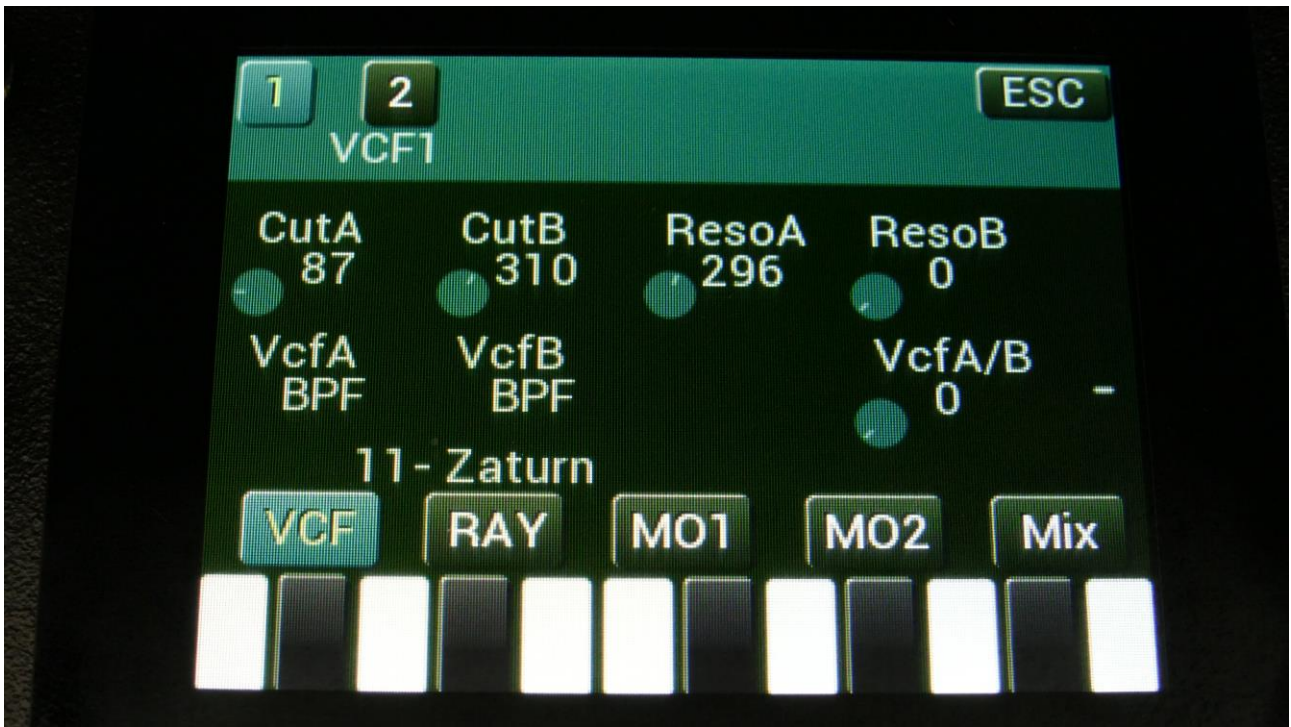 1 2 ESC
VCF1
CutA CutB ResoA ResoB
87 310 296 0
VcfA VcfB VcfA/B
BPF BPF 0 -
11- Zaturn
VCF RAY MO1 MO2 Mix